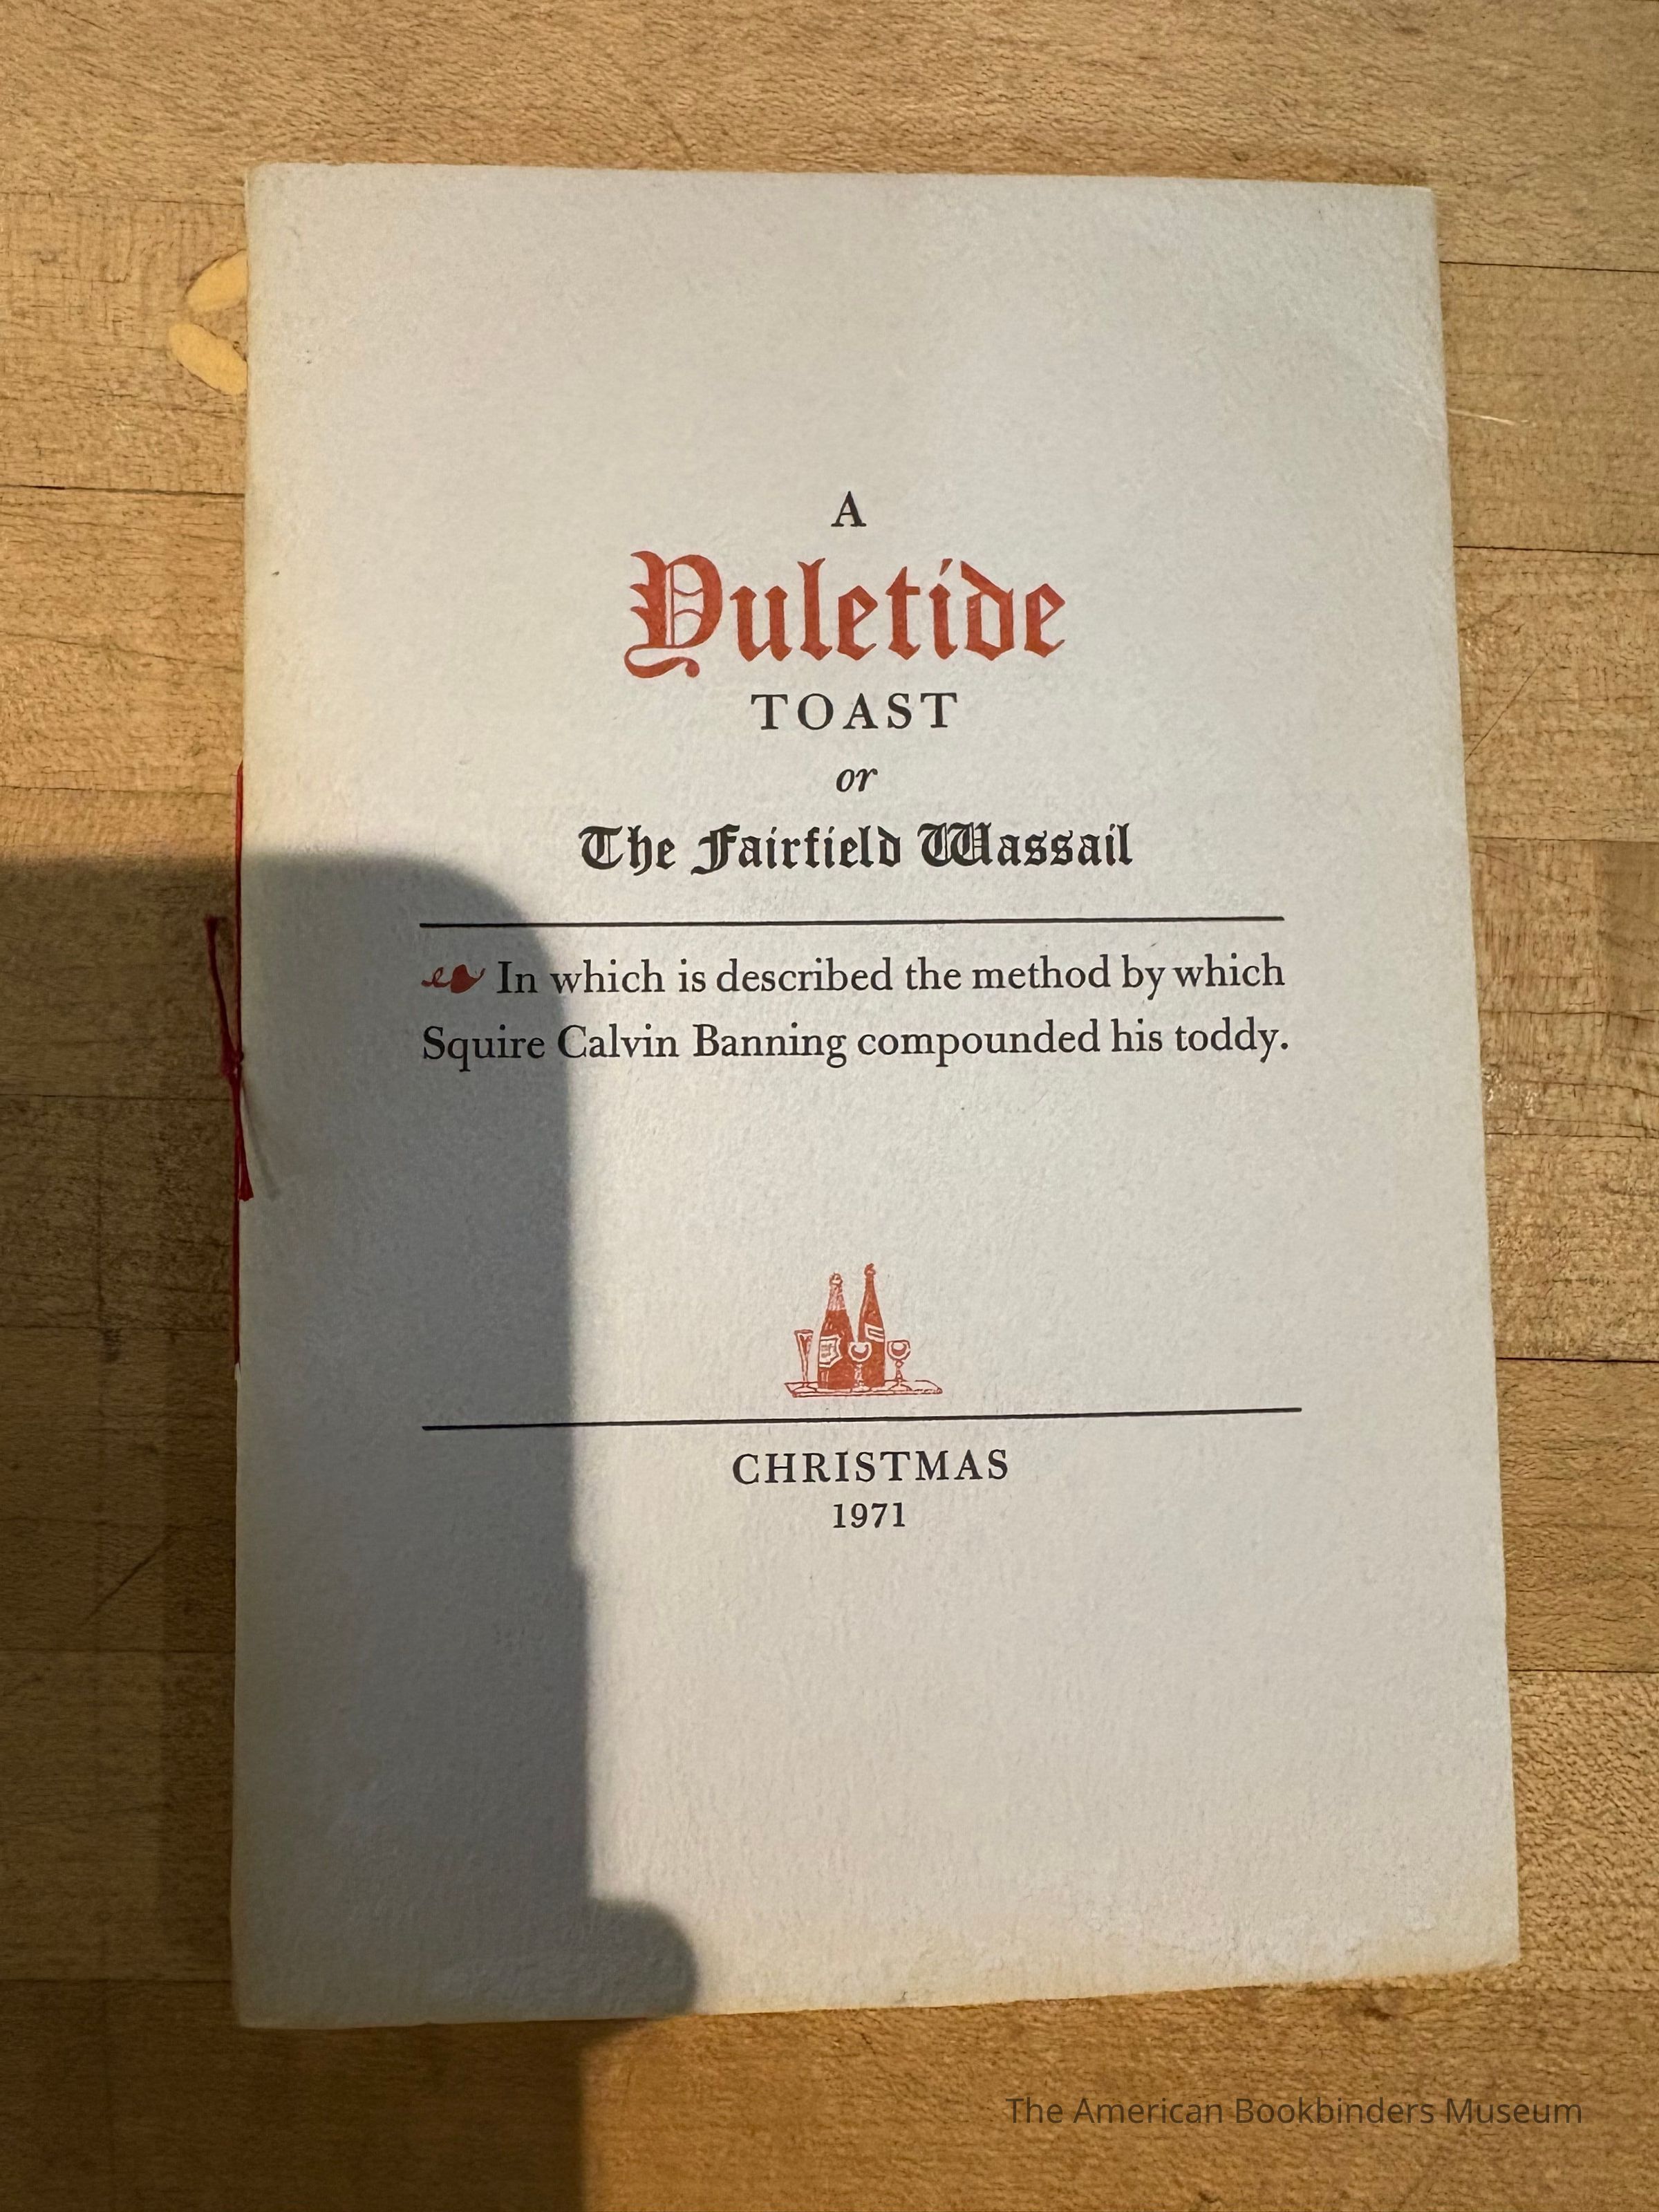 A
Yuletide
TOAST
or
The Fairfield Wassail
In which is described the method by which
Squire Calvin Banning compounded his toddy.
CHRISTMAS
1971
The American Bookbinders Museum